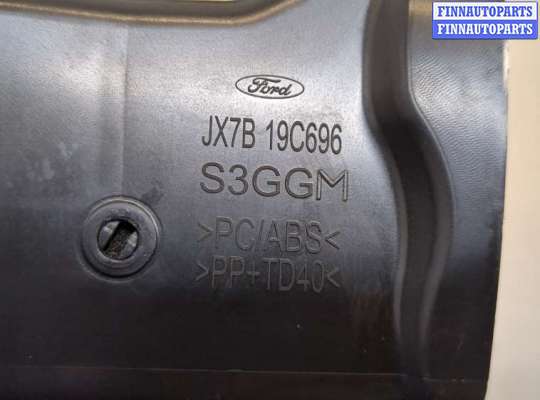 FINNAUTOPARTS
FINNAUTOPARTS
Ford
JX7B 19C696
S3GGM
>PC/ABS<
>PP+TD40<